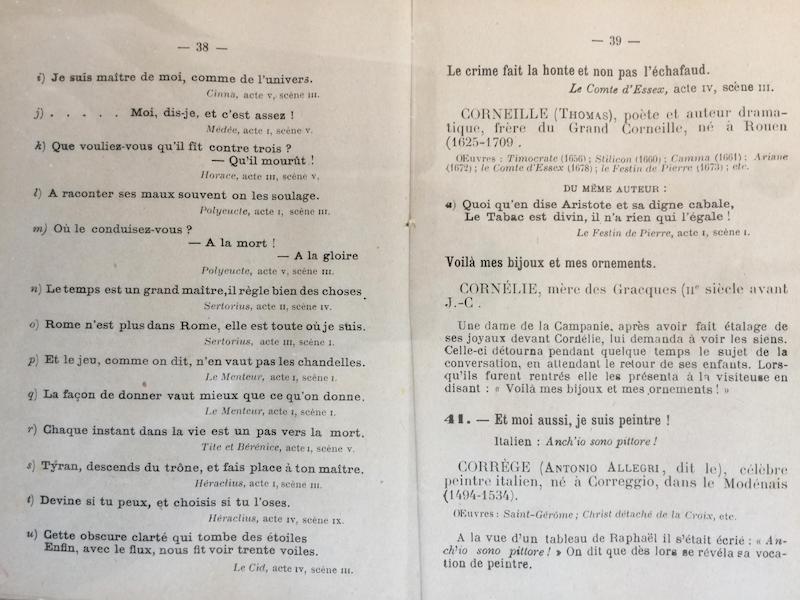 — 38 —
i) Je suis maître de moi, comme de l'univers.
Cinna, acte v, scène III.
j) . . . . . Moi, dis-je, et c'est assez !
Médée, acte I, scène v.
k) Que vouliez-vous qu'il fît contre trois ?
— Qu'il mourût !
Horace, acte III, scène v.
l) A raconter ses maux souvent on les soulage.
Polyeucte, acte I, scène III.
m) Où le conduisez-vous ?
— A la mort !
— A la gloire
Polyeucte, acte v, scène III.
n) Le temps est un grand maître, il règle bien des choses.
Sertorius, acte II, scène IV.
o) Rome n'est plus dans Rome, elle est toute où je suis.
Sertorius, acte III, scène I.
p) Et le jeu, comme on dit, n'en vaut pas les chandelles.
Le Menteur, acte I, scène I.
q) La façon de donner vaut mieux que ce qu'on donne.
Le Menteur, acte I, scène I.
r) Chaque instant dans la vie est un pas vers la mort.
Tite et Bérénice, acte I, scène v.
s) Tyran, descends du trône, et fais place à ton maître.
Héraclius, acte I, scène III.
t) Devine si tu peux, et choisis si tu l'oses.
Héraclius, acte IV, scène IX.
u) Cette obscure clarté qui tombe des étoiles
Enfin, avec le flux, nous fit voir trente voiles.
Le Cid, acte IV, scène III.
— 39 —
Le crime fait la honte et non pas l'échafaud.
Le Comte d'Essex, acte IV, scène III.
CORNEILLE (THOMAS), poète et auteur drama-
tique, frère du Grand Corneille, né à Rouen
(1625-1709 .
Œuvres : Timocrate (1656) ; Stilicon (1660) ; Camma (1661) ; Ariane
(1672) ; le Comte d'Essex (1678) ; le Festin de Pierre (1673) ; etc.
DU MÊME AUTEUR :
a) Quoi qu'en dise Aristote et sa digne cabale,
Le Tabac est divin, il n'a rien qui l'égale !
Le Festin de Pierre, acte I, scène I.
Voilà mes bijoux et mes ornements.
CORNÉLIE, mère des Gracques (IIe siècle avant
J.-C .
Une dame de la Campanie, après avoir fait étalage de
ses joyaux devant Cornélie, lui demanda à voir les siens.
Celle-ci détourna pendant quelque temps le sujet de la
conversation, en attendant le retour de ses enfants. Lors-
qu'ils furent rentrés elle les présenta à la visiteuse en
disant : « Voilà mes bijoux et mes ornements ! »
41. — Et moi aussi, je suis peintre !
Italien : Anch'io sono pittore !
CORRÈGE (ANTONIO ALLEGRI, dit le), célèbre
peintre italien, né à Correggio, dans le Modénais
(1494-1534).
Œuvres : Saint-Gérôme ; Christ détaché de la Croix, etc.
A la vue d'un tableau de Raphaël il s'était écrié : « An-
ch'io sono pittore ! » On dit que dès lors se révéla sa voca-
tion de peintre.